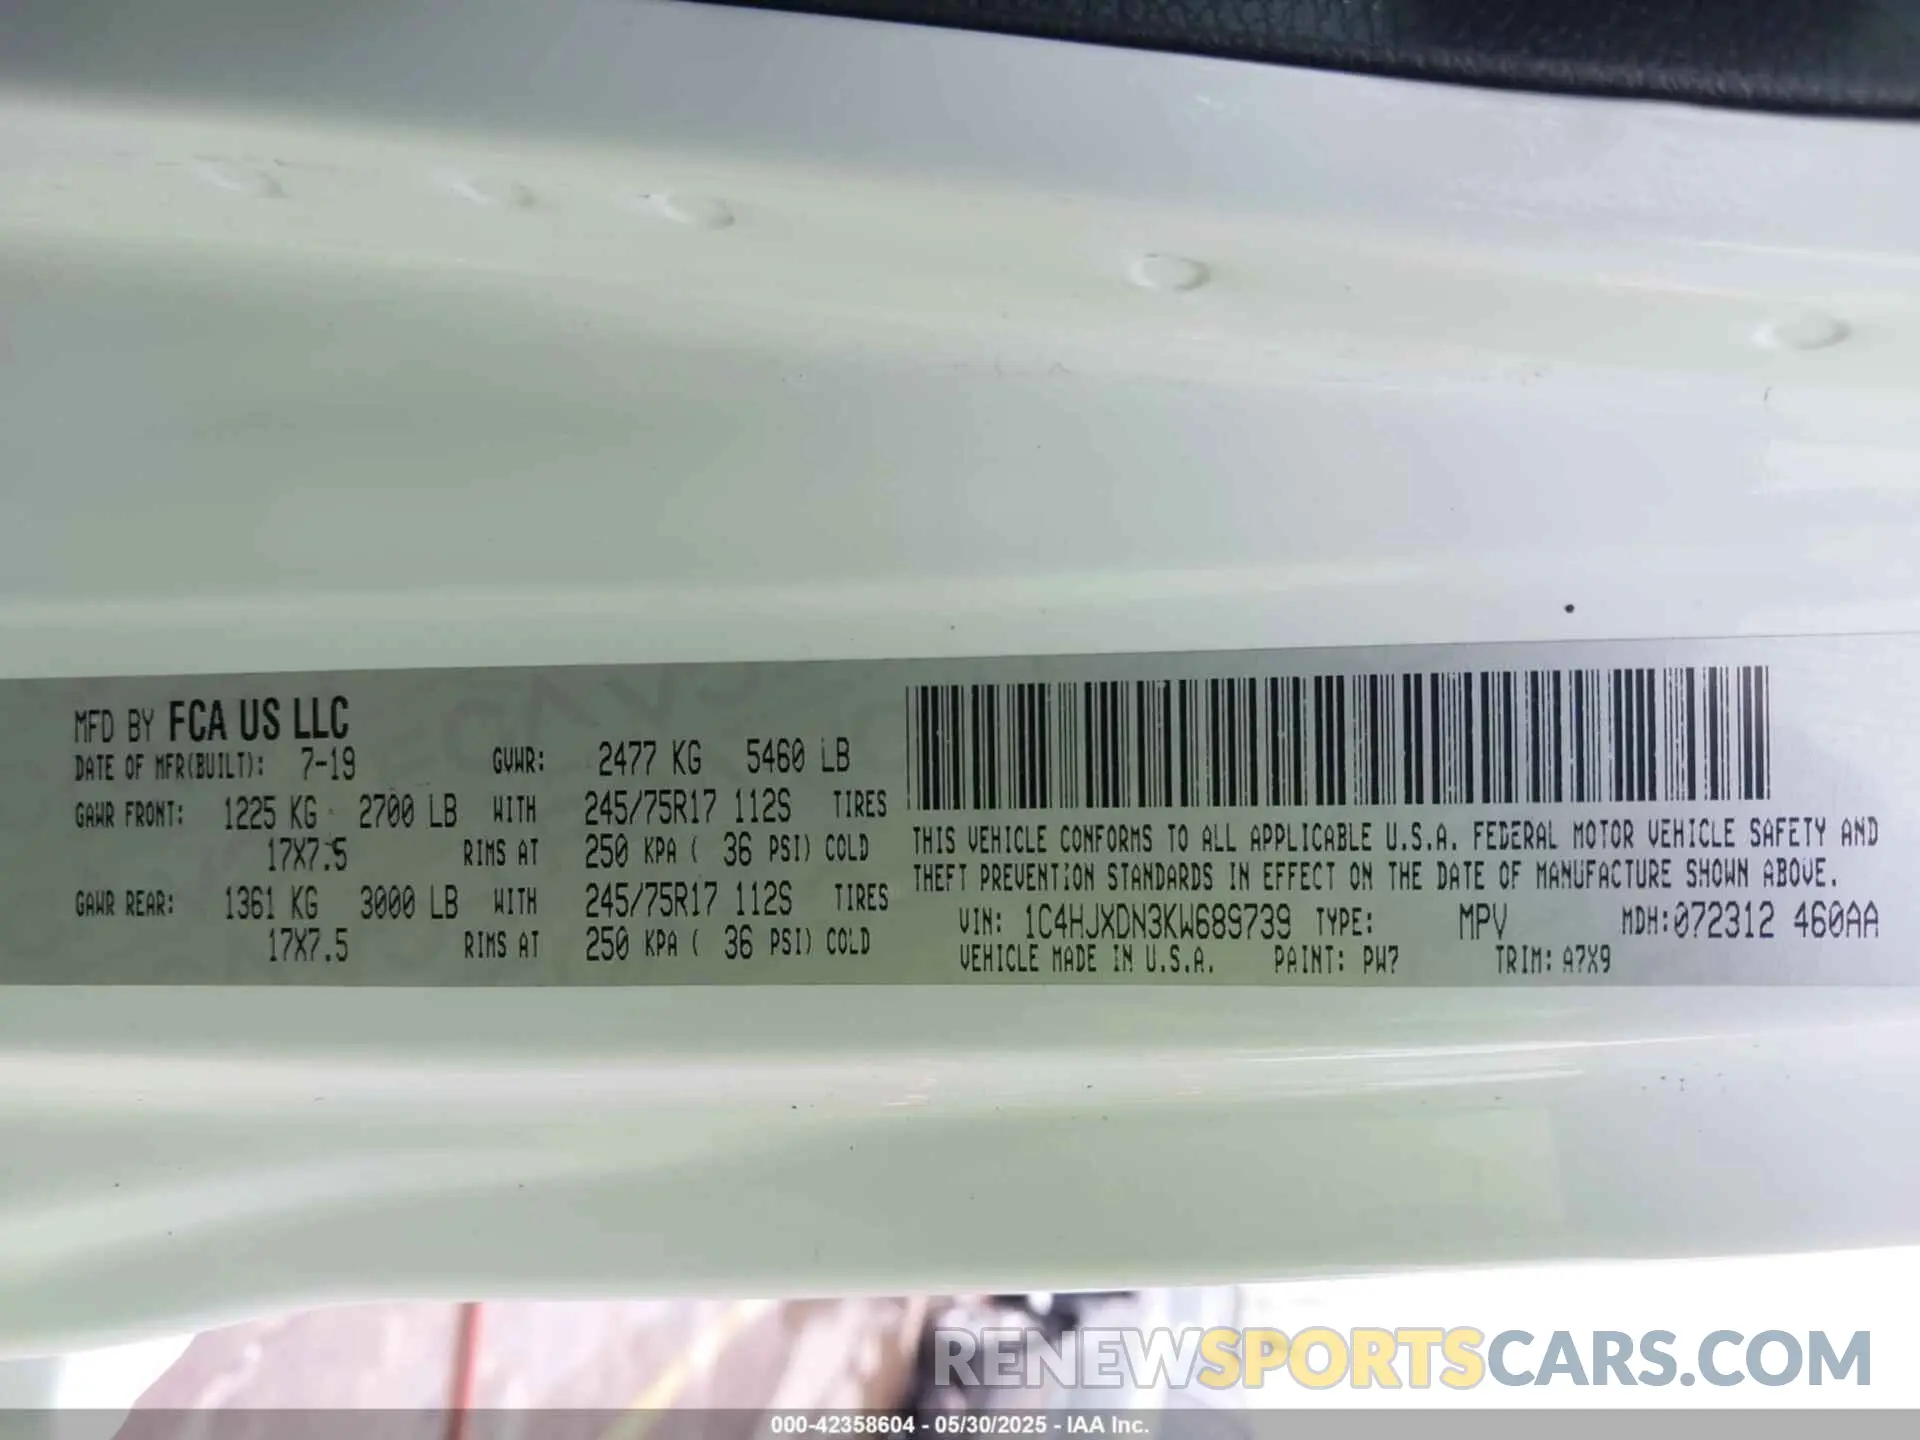 MFD BY FCA US LLC
DATE OF MFR(BUILT): 7-19 GVWR: 2477 KG 5460 LB
GAWR FRONT: 1225 KG 2700 LB WITH 245/75R17 112S TIRES
17X7.5 RIMS AT 250 KPA ( 36 PSI) COLD
GAWR REAR: 1361 KG 3000 LB WITH 245/75R17 112S TIRES
17X7.5 RIMS AT 250 KPA ( 36 PSI) COLD
THIS VEHICLE CONFORMS TO ALL APPLICABLE U.S.A. FEDERAL MOTOR VEHICLE SAFETY AND
THEFT PREVENTION STANDARDS IN EFFECT ON THE DATE OF MANUFACTURE SHOWN ABOVE.
VIN: 1C4HJXDN3KW689739 TYPE: MPV MDH:072312 460AA
VEHICLE MADE IN U.S.A. PAINT: PW7 TRIM: A7X9
RENEWSPORTSCARS.COM
000-42358604 - 05/30/2025 - IAA Inc.